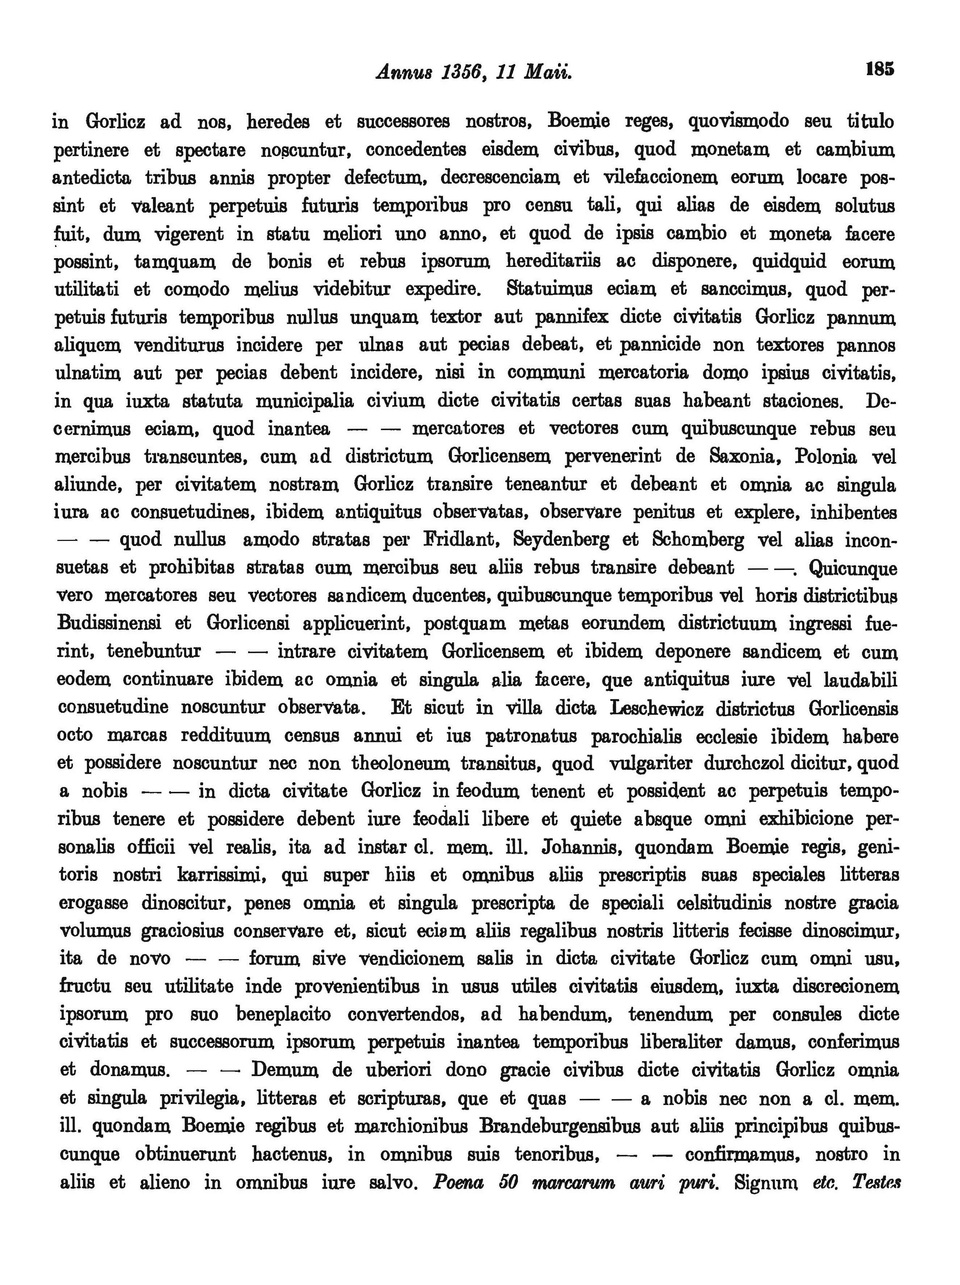 Annus 1356, 11 Maii.
185
in Gorlicz ad nos, heredes et successores nostros, Boemie reges, quovismodo seu titulo
pertinere et spectare noscuntur, concedentes eisdem civibus, quod monetam et cambium
antedicta tribus annis propter defectum, decrescenciam et vilefaccionem eorum locare pos-
sint et valeant perpetuis futuris temporibus pro censu tali, qui alias de eisdem solutus
fuit, dum vigerent in statu meliori uno anno, et quod de ipsis cambio et moneta facere
possint, tamquam de bonis et rebus ipsorum hereditariis ac disponere, quidquid eorum
utilitati et comodo melius videbitur expedire. Statuimus eciam et sanccimus, quod per-
petuis futuris temporibus nullus unquam textor aut pannifex dicte civitatis Gorlicz pannum
aliquem venditurus incidere per ulnas aut pecias debeat, et pannicide non textores pannos
ulnatim aut per pecias debent incidere, nisi in communi mercatoria domo ipsius civitatis,
in qua iuxta statuta municipalia civium dicte civitatis certas suas habeant staciones. De-
cernimus eciam, quod inantea — — mercatores et vectores cum quibuscunque rebus seu
mercibus transeuntes, cum ad districtum Gorlicensem pervenerint de Saxonia, Polonia vel
aliunde, per civitatem nostram Gorlicz transire teneantur et debeant et omnia ac singula
iura ac consuetudines, ibidem antiquitus observatas, observare penitus et explere, inhibentes
— — quod nullus amodo stratas per Fridlant, Seydenberg et Schomberg vel alias incon-
suetas et prohibitas stratas cum mercibus seu aliis rebus transire debeant — —. Quicunque
vero mercatores seu vectores sandicem ducentes, quibuscunque temporibus vel horis districtibus
Budissinensi et Gorlicensi applicuerint, postquam metas eorundem districtuum ingressi fue-
rint, tenebuntur — — intrare civitatem Gorlicensem et ibidem deponere sandicem et cum
eodem continuare ibidem ac omnia et singula alia facere, que antiquitus iure vel laudabili
consuetudine noscuntur observata. Et sicut in villa dicta Leschewicz districtus Gorlicensis
octo marcas reddituum census annui et ius patronatus parochialis ecclesie ibidem habere
et possidere noscuntur nec non theoloneum transitus, quod vulgariter durchczol dicitur, quod
a nobis — — in dicta civitate Gorlicz in feodum tenent et possident ac perpetuis tempo-
ribus tenere et possidere debent iure feodali libere et quiete absque omni exhibicione per-
sonalis officii vel realis, ita ad instar cl. mem. ill. Johannis, quondam Boemie regis, geni-
toris nostri karrissimi, qui super hiis et omnibus aliis prescriptis suas speciales litteras
erogasse dinoscitur, penes omnia et singula prescripta de speciali celsitudinis nostre gracia
volumus graciosius conservare et, sicut eciam aliis regalibus nostris litteris fecisse dinoscimur,
ita de novo — — forum sive vendicionem salis in dicta civitate Gorlicz cum omni usu,
fructu seu utilitate inde provenientibus in usus utiles civitatis eiusdem, iuxta discrecionem
ipsorum pro suo beneplacito convertendos, ad habendum, tenendum per consules dicte
civitatis et successorum ipsorum perpetuis inantea temporibus liberaliter damus, conferimus
et donamus. — — Demum de uberiori dono gracie civibus dicte civitatis Gorlicz omnia
et singula privilegia, litteras et scripturas, que et quas — — a nobis nec non a cl. mem.
ill. quondam Boemie regibus et marchionibus Brandeburgensibus aut aliis principibus quibus-
cunque obtinuerunt hactenus, in omnibus suis tenoribus, — — confirmamus, nostro in
aliis et alieno in omnibus iure salvo. Poena 50 marcarum auri puri. Signum etc. Testes